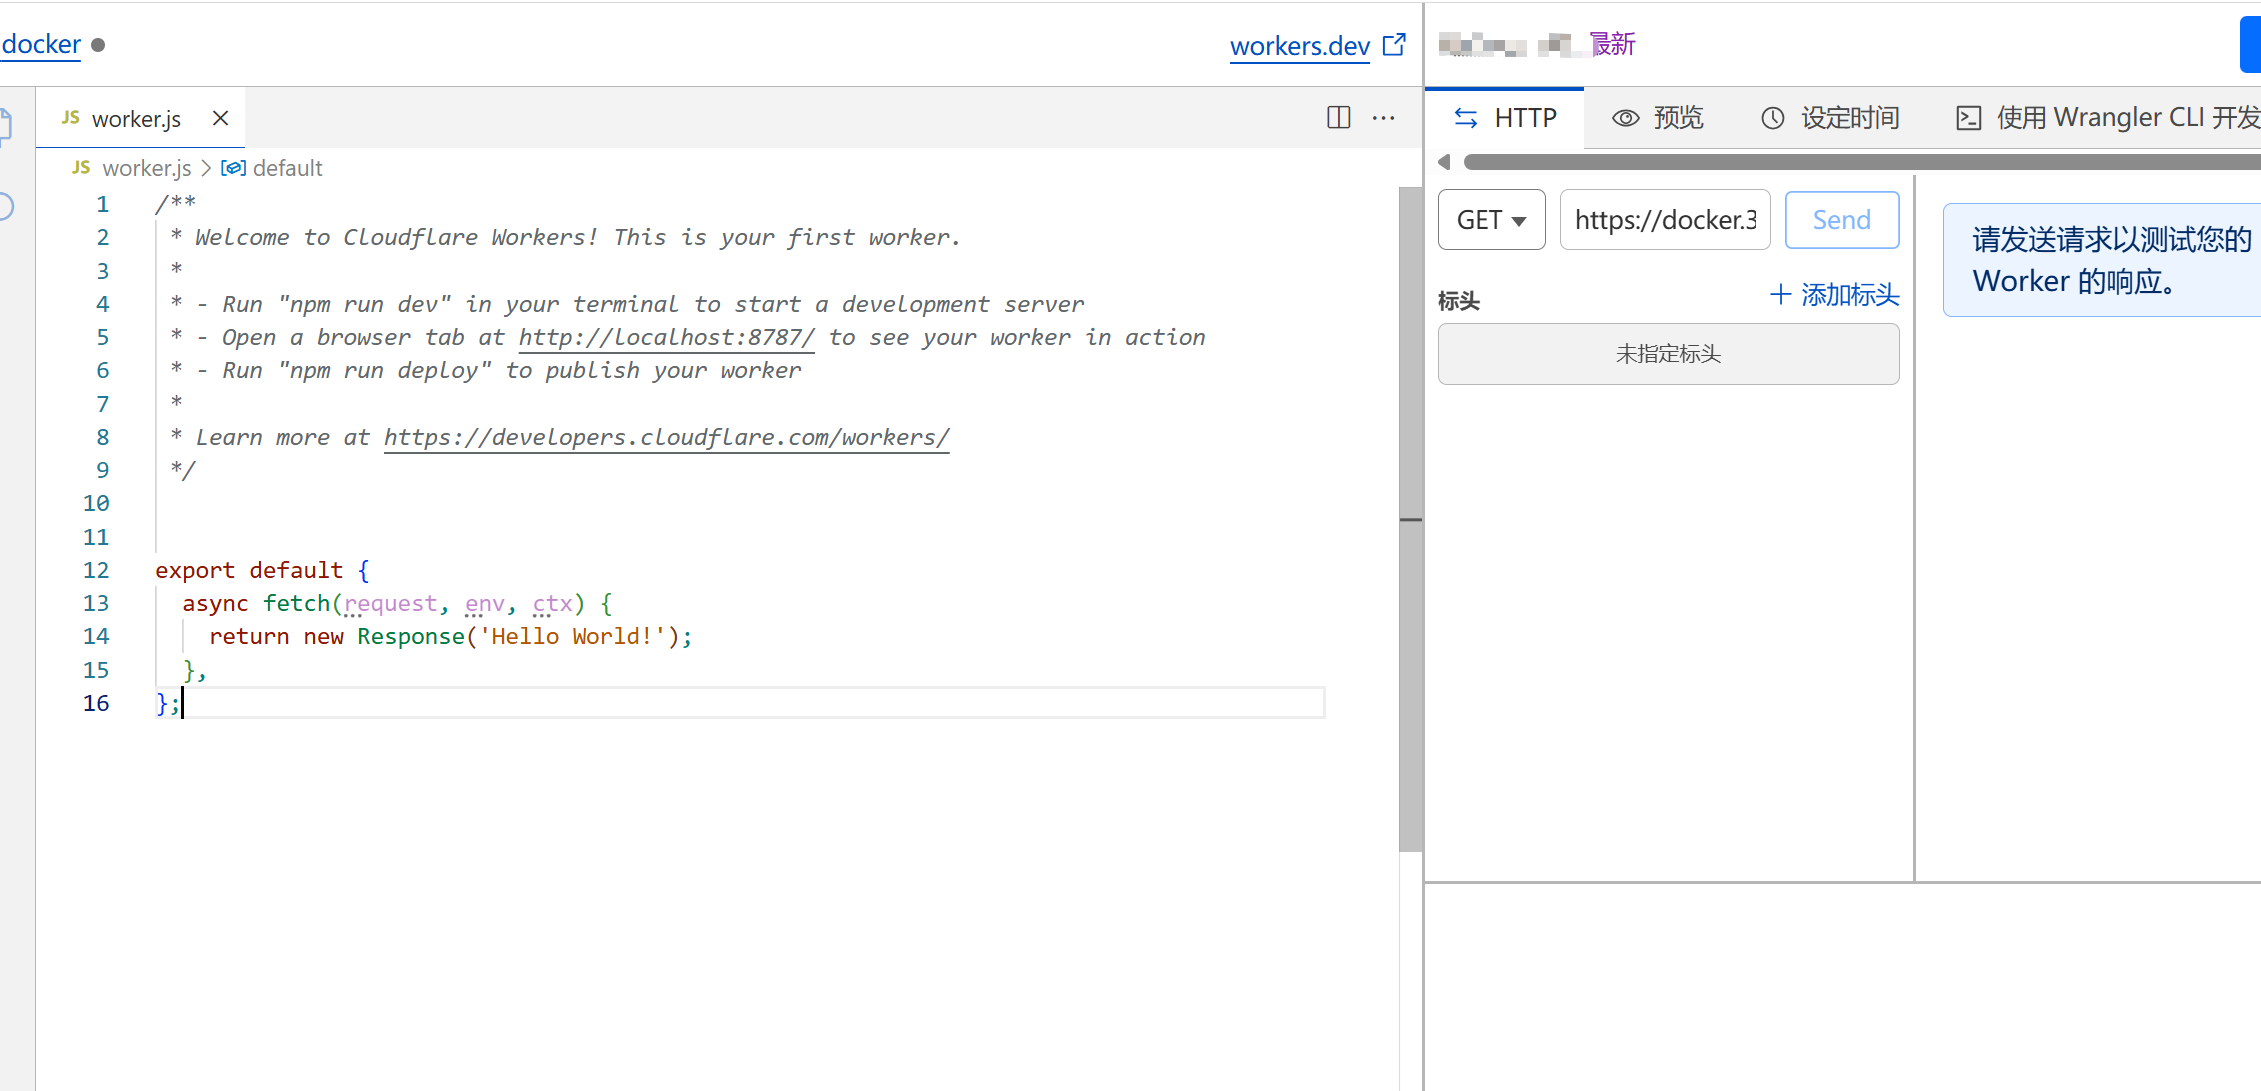 docker
workers.dev
最新
JS worker.js
HTTP
预览
设定时间
使用 Wrangler CLI 开发
JS worker.js > default
1 /**
2 * Welcome to Cloudflare Workers! This is your first worker.
3 *
4 * - Run "npm run dev" in your terminal to start a development server
5 * - Open a browser tab at http://localhost:8787/ to see your worker in action
6 * - Run "npm run deploy" to publish your worker
7 *
8 * Learn more at https://developers.cloudflare.com/workers/
9 */
10
11
12 export default {
13 async fetch(request, env, ctx) {
14 return new Response('Hello World!');
15 },
16 };
GET
https://docker.3
Send
标头
添加标头
未指定标头
请发送请求以测试您的
Worker 的响应。